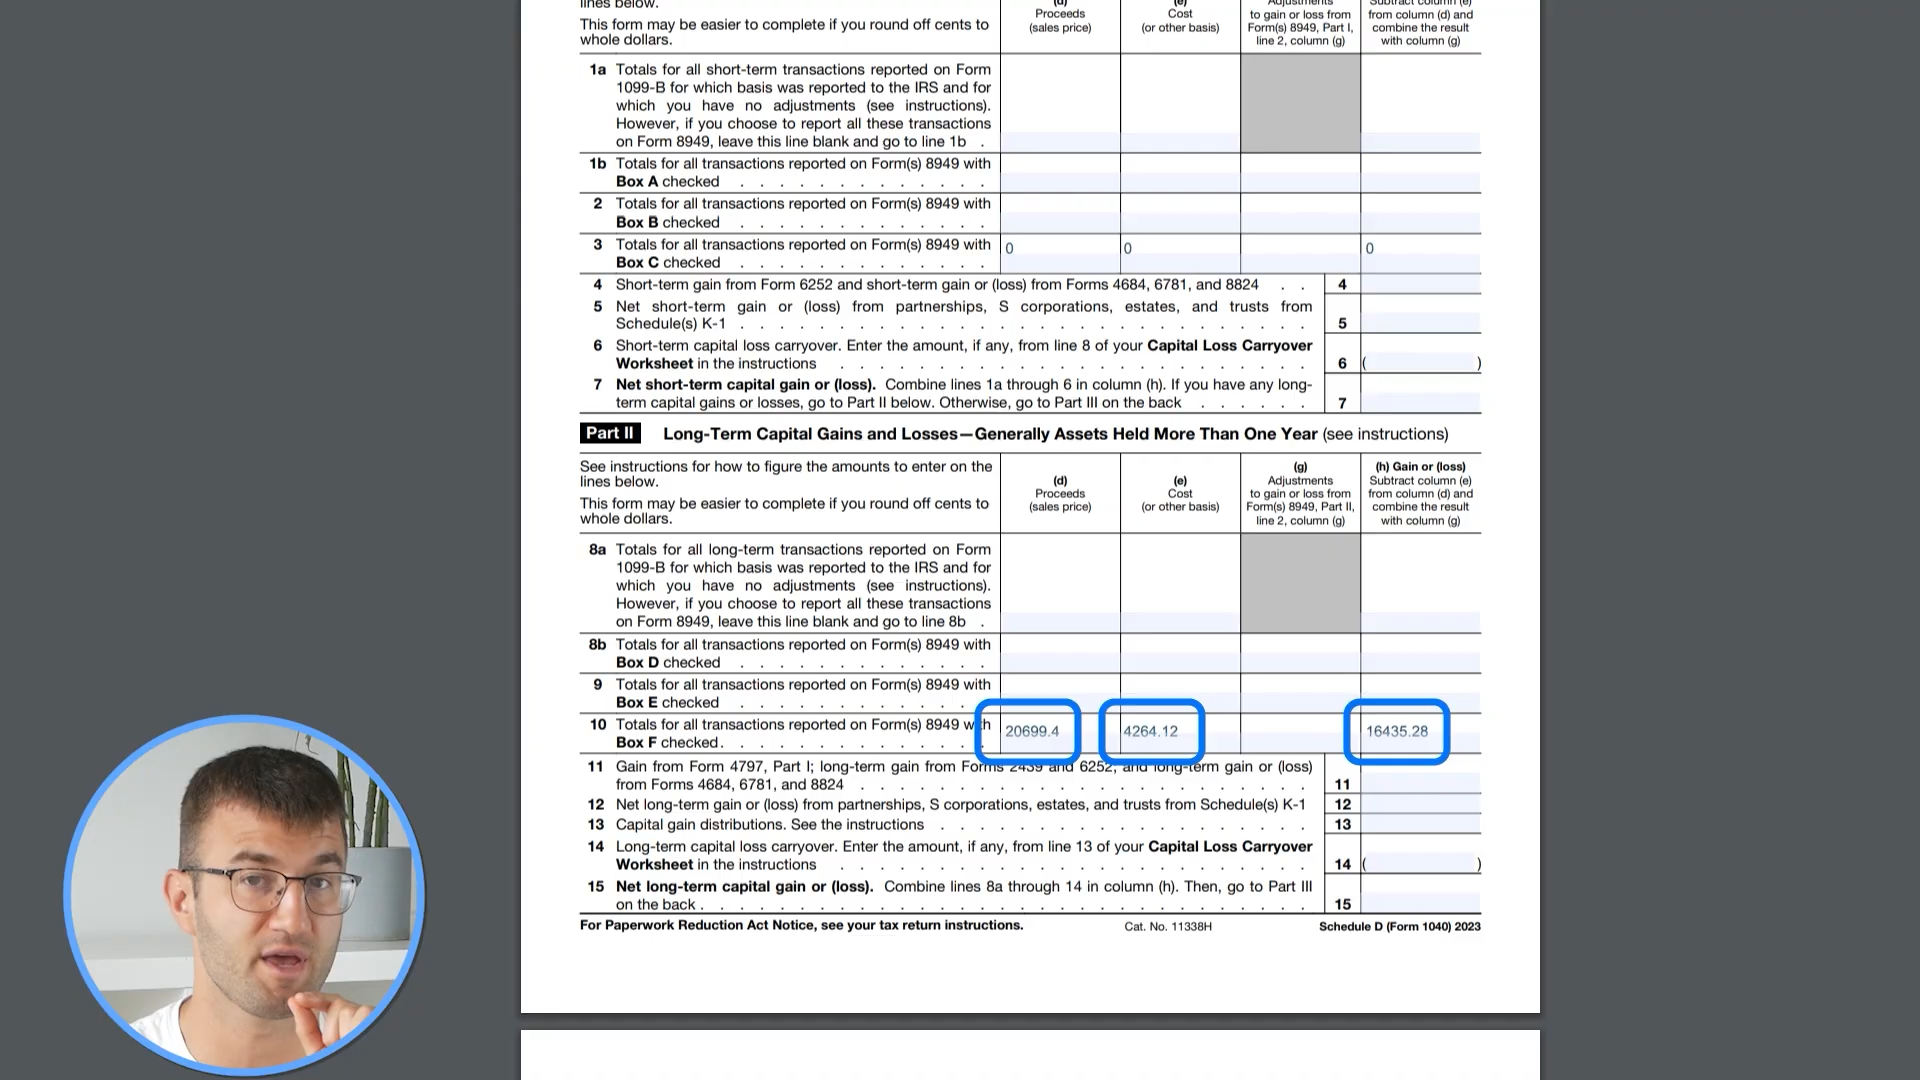 lines below.
This form may be easier to complete if you round off cents to
whole dollars.
(d)
Proceeds
(sales price)
(e)
Cost
(or other basis)
Adjustments
to gain or loss from
Form(s) 8949, Part I,
line 2, column (g)
Subtract column (e)
from column (d) and
combine the result
with column (g)
1a Totals for all short-term transactions reported on Form
1099-B for which basis was reported to the IRS and for
which you have no adjustments (see instructions).
However, if you choose to report all these transactions
on Form 8949, leave this line blank and go to line 1b .
1b Totals for all transactions reported on Form(s) 8949 with
Box A checked . . . . . . . . . . . . .
2 Totals for all transactions reported on Form(s) 8949 with
Box B checked . . . . . . . . . . . . .
3 Totals for all transactions reported on Form(s) 8949 with 0 0 0
Box C checked . . . . . . . . . . . . .
4 Short-term gain from Form 6252 and short-term gain or (loss) from Forms 4684, 6781, and 8824 . . 4
5 Net short-term gain or (loss) from partnerships, S corporations, estates, and trusts from
Schedule(s) K-1 . . . . . . . . . . . . . . . . . . . . . . . . . . . . . 5
6 Short-term capital loss carryover. Enter the amount, if any, from line 8 of your Capital Loss Carryover
Worksheet in the instructions . . . . . . . . . . . . . . . . . . . . . . . . 6 ( )
7 Net short-term capital gain or (loss). Combine lines 1a through 6 in column (h). If you have any long-
term capital gains or losses, go to Part II below. Otherwise, go to Part III on the back . . . . . . 7
Part II Long-Term Capital Gains and Losses—Generally Assets Held More Than One Year (see instructions)
See instructions for how to figure the amounts to enter on the
lines below.
This form may be easier to complete if you round off cents to
whole dollars.
(d)
Proceeds
(sales price)
(e)
Cost
(or other basis)
(g)
Adjustments
to gain or loss from
Form(s) 8949, Part II,
line 2, column (g)
(h) Gain or (loss)
Subtract column (e)
from column (d) and
combine the result
with column (g)
8a Totals for all long-term transactions reported on Form
1099-B for which basis was reported to the IRS and for
which you have no adjustments (see instructions).
However, if you choose to report all these transactions
on Form 8949, leave this line blank and go to line 8b .
8b Totals for all transactions reported on Form(s) 8949 with
Box D checked . . . . . . . . . . . . .
9 Totals for all transactions reported on Form(s) 8949 with
Box E checked . . . . . . . . . . . . .
10 Totals for all transactions reported on Form(s) 8949 with 20699.4 4264.12 16435.28
Box F checked . . . . . . . . . . . . . .
11 Gain from Form 4797, Part I; long-term gain from Forms 2439 and 6252; and long-term gain or (loss)
from Forms 4684, 6781, and 8824 . . . . . . . . . . . . . . . . . . . . . . . 11
12 Net long-term gain or (loss) from partnerships, S corporations, estates, and trusts from Schedule(s) K-1 12
13 Capital gain distributions. See the instructions . . . . . . . . . . . . . . . . . . . 13
14 Long-term capital loss carryover. Enter the amount, if any, from line 13 of your Capital Loss Carryover
Worksheet in the instructions . . . . . . . . . . . . . . . . . . . . . . . . 14 ( )
15 Net long-term capital gain or (loss). Combine lines 8a through 14 in column (h). Then, go to Part III
on the back . . . . . . . . . . . . . . . . . . . . . . . . . . . . . . 15
For Paperwork Reduction Act Notice, see your tax return instructions. Cat. No. 11338H Schedule D (Form 1040) 2023